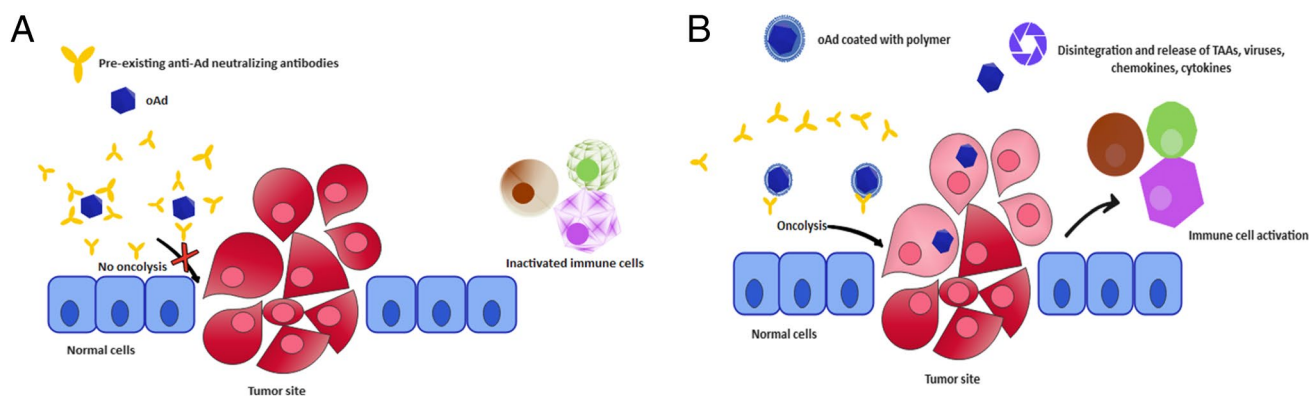 A
Pre-existing anti-Ad neutralizing antibodies
oAd
No oncolysis
Normal cells
Tumor site
Inactivated immune cells
B
oAd coated with polymer
Disintegration and release of TAAs, viruses,
chemokines, cytokines
Oncolysis
Immune cell activation
Normal cells
Tumor site